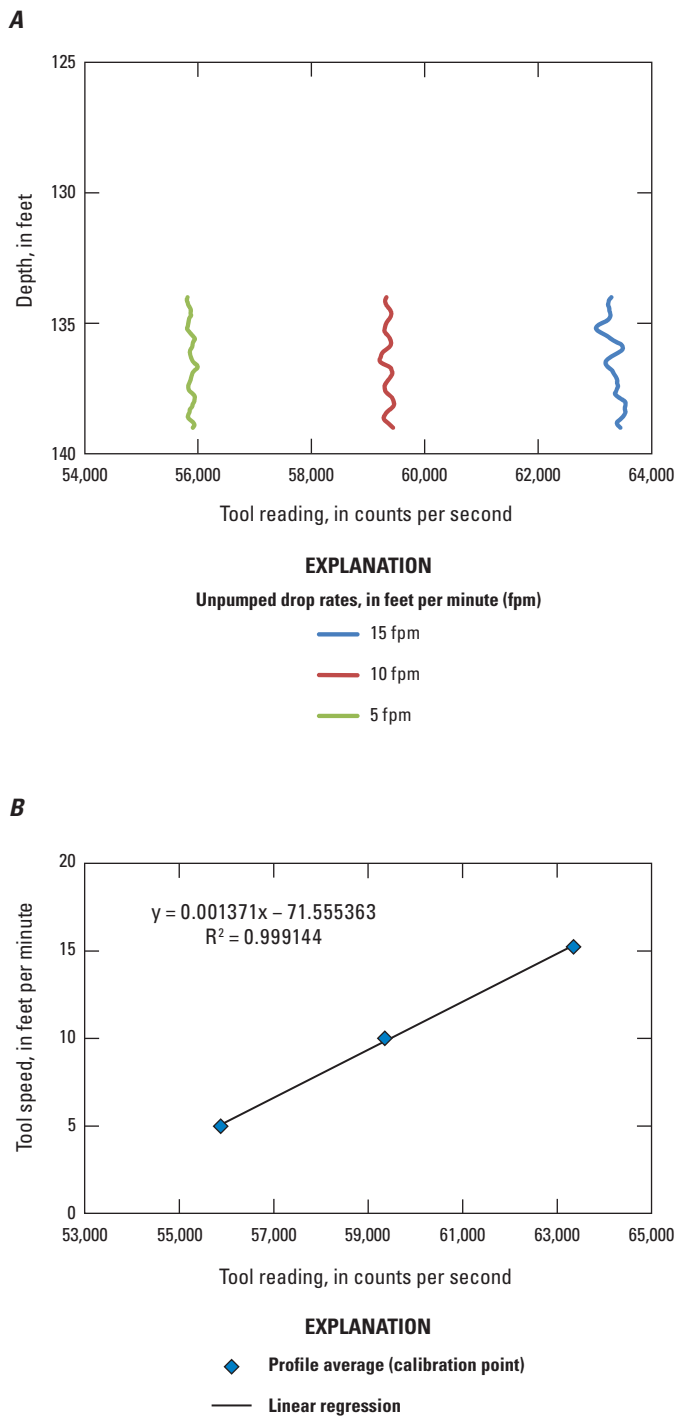 A
125
130
135
140
Depth, in feet
54,000 56,000 58,000 60,000 62,000 64,000
Tool reading, in counts per second
EXPLANATION
Unpumped drop rates, in feet per minute (fpm)
15 fpm
10 fpm
5 fpm
B
20
15
10
5
0
Tool speed, in feet per minute
y = 0.001371x – 71.555363
R² = 0.999144
53,000 55,000 57,000 59,000 61,000 63,000 65,000
Tool reading, in counts per second
EXPLANATION
Profile average (calibration point)
Linear regression